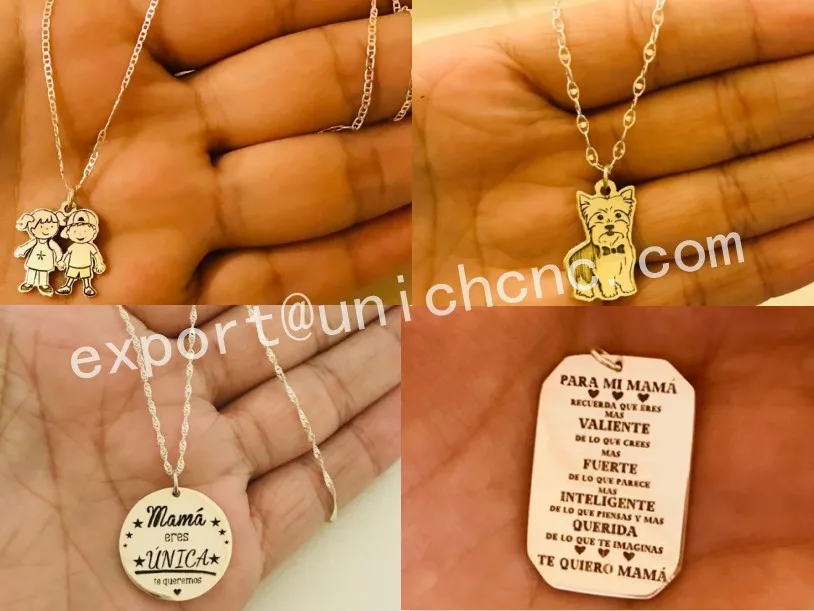 export@unichcnc.com
Mamá
eres
ÚNICA
te queremos
PARA MI MAMÁ
RECUERDA QUE ERES
MAS
VALIENTE
DE LO QUE CREES
MAS
FUERTE
DE LO QUE PARECE
MAS
INTELIGENTE
DE LO QUE PIENSAS Y MAS
QUERIDA
DE LO QUE TE IMAGINAS
TE QUIERO MAMÁ